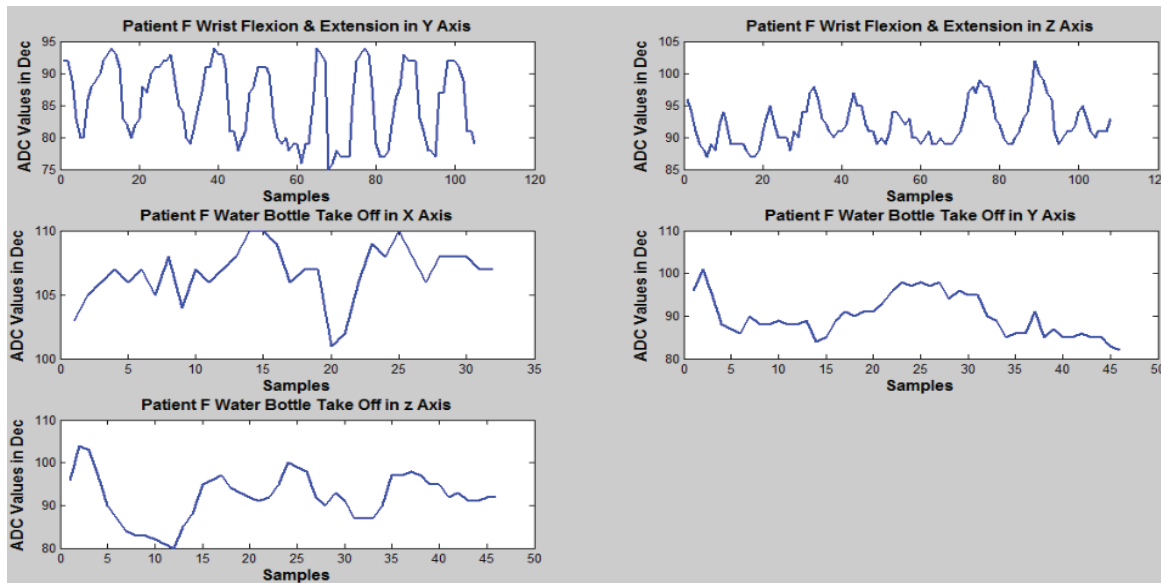 Patient F Wrist Flexion & Extension in Y Axis
ADC Values in Dec
95
90
85
80
75
0 20 40 60 80 100 120
Samples
Patient F Wrist Flexion & Extension in Z Axis
ADC Values in Dec
105
100
95
90
85
0 20 40 60 80 100 120
Samples
Patient F Water Bottle Take Off in X Axis
ADC Values in Dec
110
105
100
0 5 10 15 20 25 30 35
Samples
Patient F Water Bottle Take Off in Y Axis
ADC Values in Dec
110
100
90
80
0 5 10 15 20 25 30 35 40 45 50
Samples
Patient F Water Bottle Take Off in z Axis
ADC Values in Dec
110
100
90
80
0 5 10 15 20 25 30 35 40 45 50
Samples